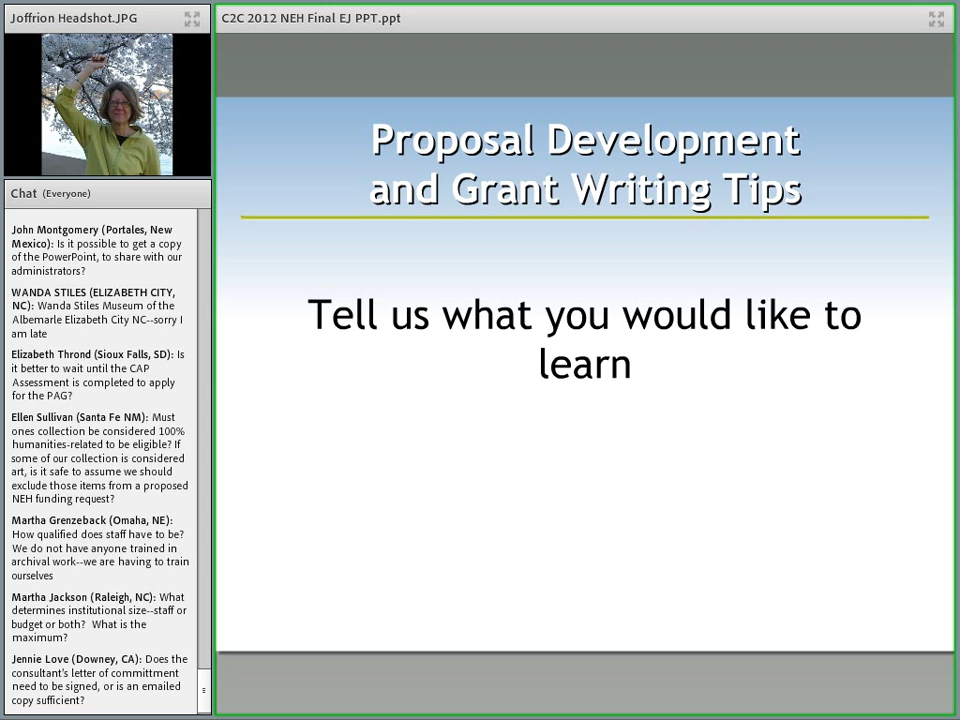 Joffrion Headshot.JPG
C2C 2012 NEH Final EJ PPT.ppt
Chat (Everyone)
John Montgomery (Portales, New
Mexico): Is it possible to get a copy
of the PowerPoint, to share with our
administrators?
WANDA STILES (ELIZABETH CITY,
NC): Wanda Stiles Museum of the
Albemarle Elizabeth City NC--sorry I
am late
Elizabeth Thrond (Sioux Falls, SD): Is
it better to wait until the CAP
Assessment is completed to apply
for the PAG?
Ellen Sullivan (Santa Fe NM): Must
ones collection be considered 100%
humanities-related to be eligible? If
some of our collection is considered
art, is it safe to assume we should
exclude those items from a proposed
NEH funding request?
Martha Grenzeback (Omaha, NE):
How qualified does staff have to be?
We do not have anyone trained in
archival work--we are having to train
ourselves
Martha Jackson (Raleigh, NC): What
determines institutional size--staff or
budget or both? What is the
maximum?
Jennie Love (Downey, CA): Does the
consultant's letter of committment
need to be signed, or is an emailed
copy sufficient?
Proposal Development
and Grant Writing Tips
Tell us what you would like to
learn